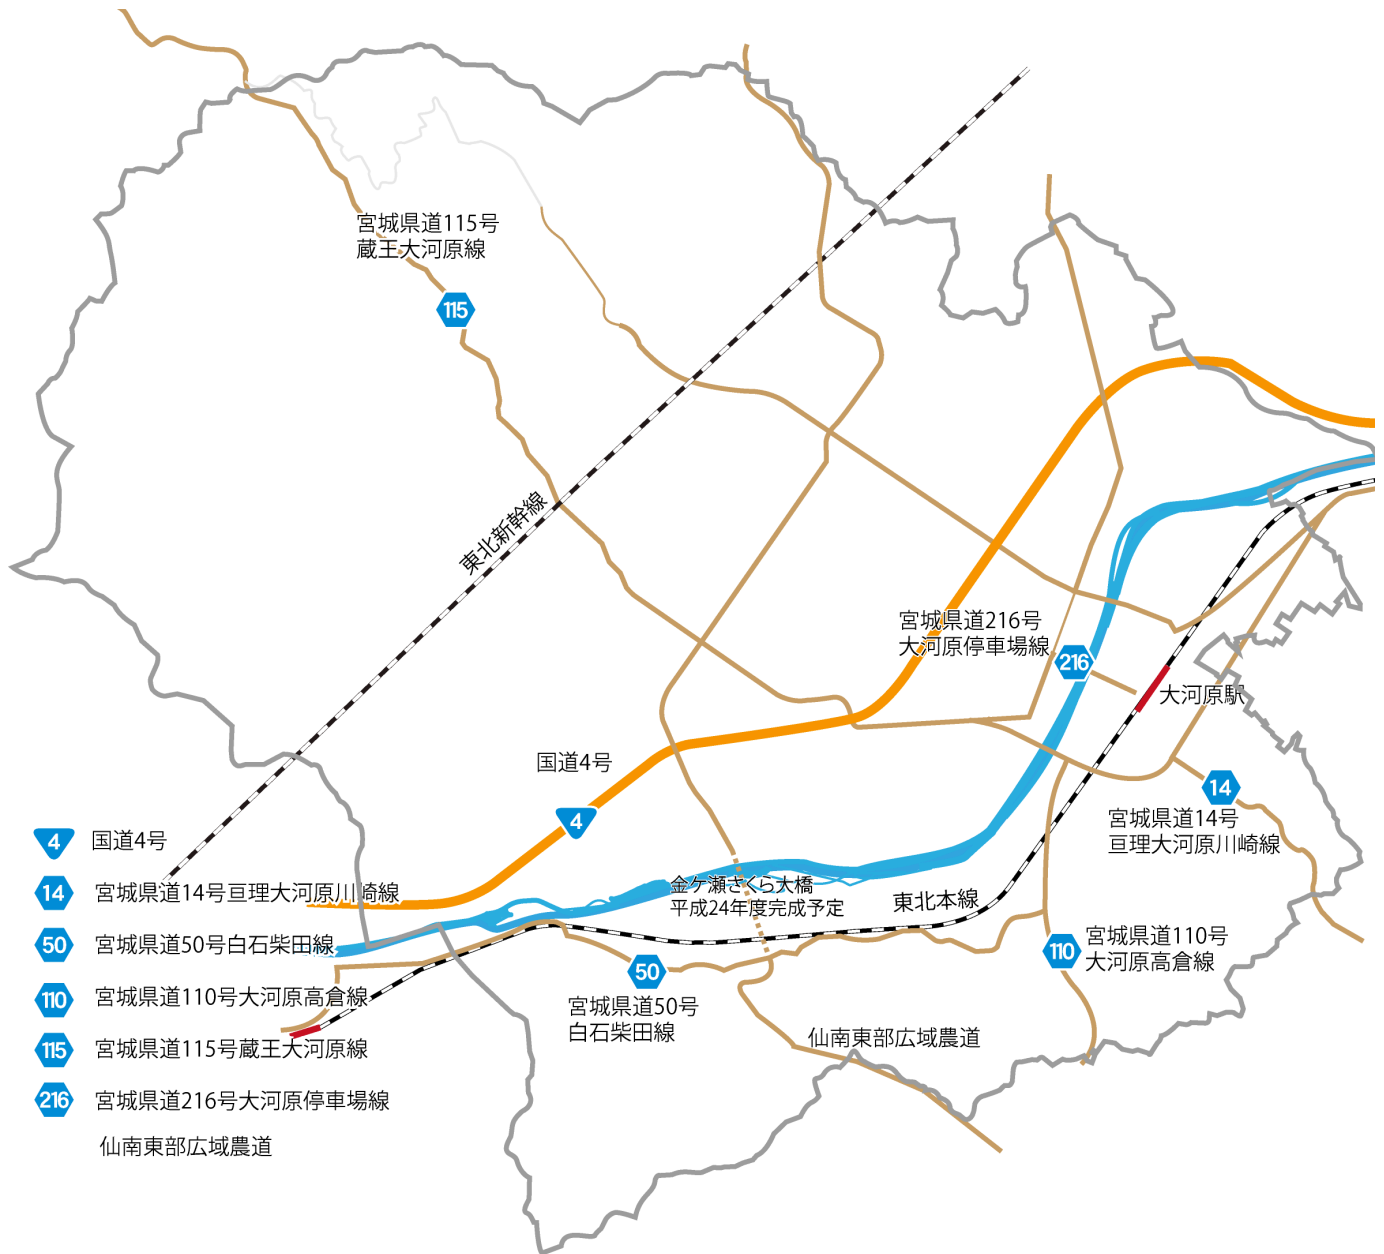 宮城県道115号
蔵王大河原線
115
東北新幹線
宮城県道216号
大河原停車場線
216
大河原駅
国道4号
4
14
宮城県道14号
亘理大河原川崎線
金ケ瀬さくら大橋
平成24年度完成予定
東北本線
50
宮城県道50号
白石柴田線
110
宮城県道110号
大河原高倉線
仙南東部広域農道
4 国道4号
14 宮城県道14号亘理大河原川崎線
50 宮城県道50号白石柴田線
110 宮城県道110号大河原高倉線
115 宮城県道115号蔵王大河原線
216 宮城県道216号大河原停車場線
仙南東部広域農道